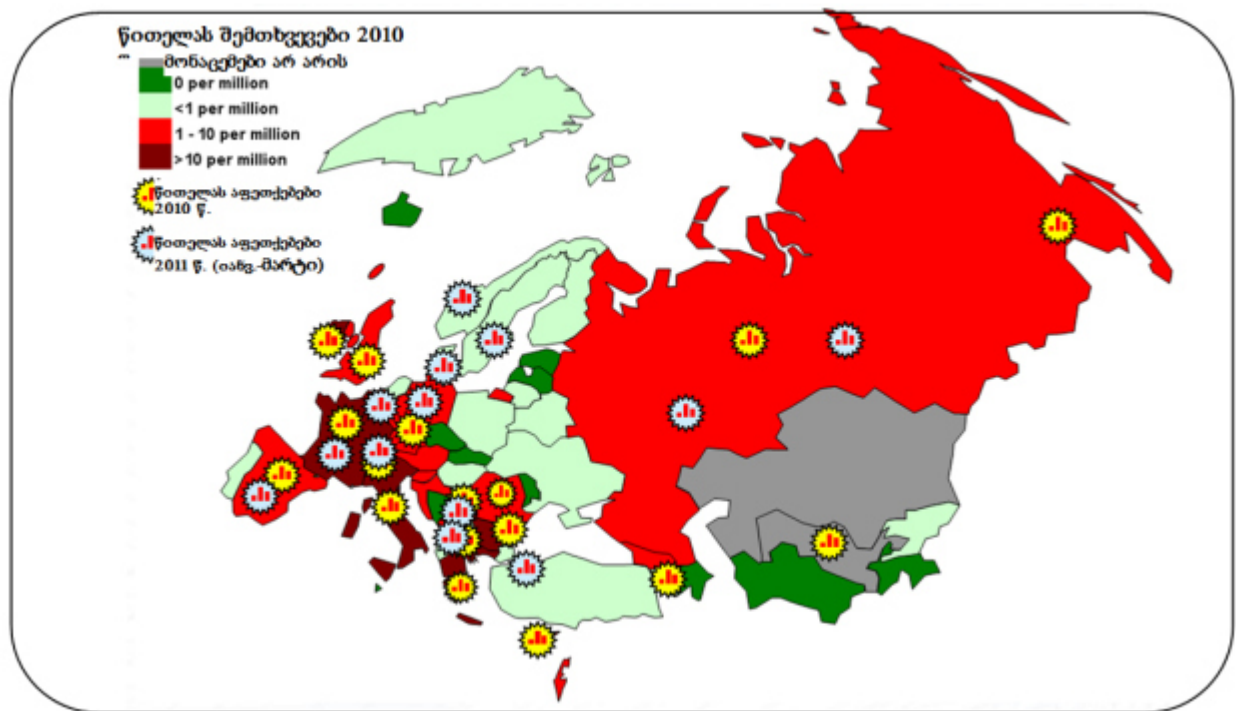 წითელას შემთხვევები 2010
მონაცემები არ არის
0 per million
<1 per million
1 - 10 per million
>10 per million
წითელას აფეთქებები
2010 წ.
წითელას აფეთქებები
2011 წ. (იანვ.-მარტი)